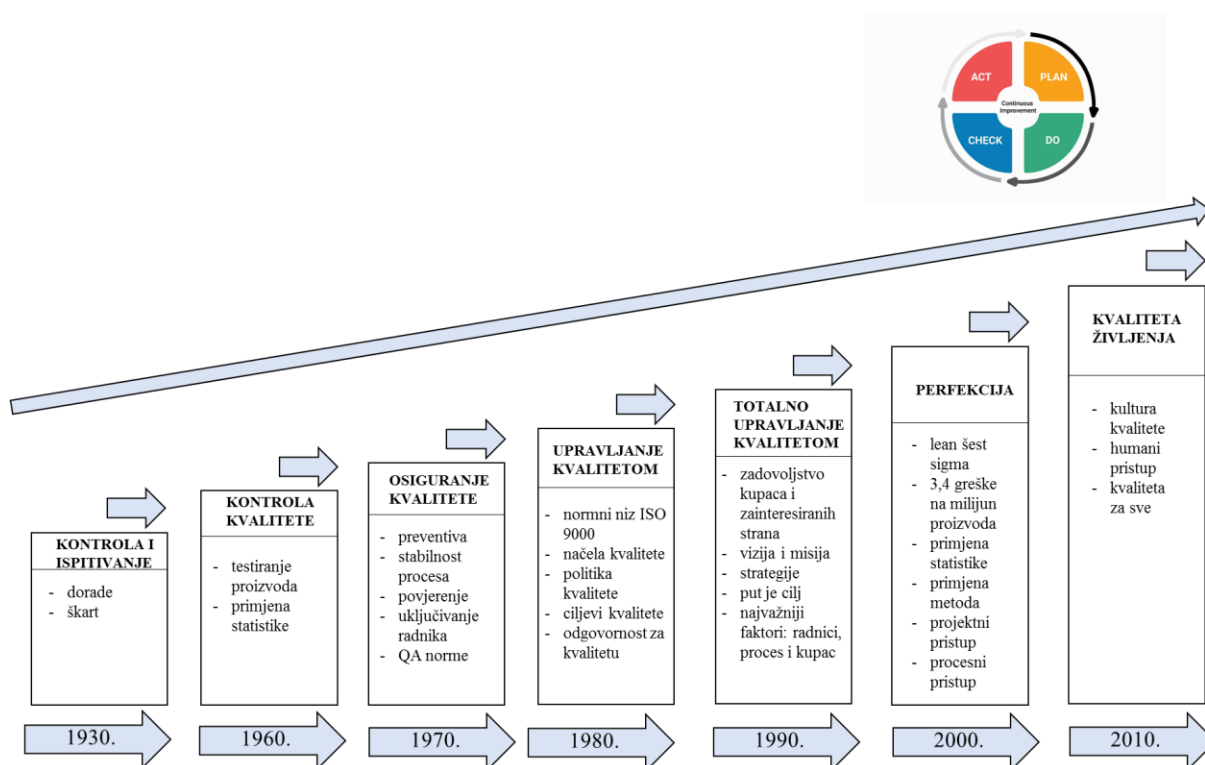 ACT
PLAN
Continuous
Improvement
CHECK
DO
KONTROLA I
ISPITIVANJE
- dorade
- škart
KONTROLA
KVALITETE
- testiranje
proizvoda
- primjena
statistike
OSIGURANJE
KVALITETE
- preventiva
- stabilnost
procesa
- povjerenje
- uključivanje
radnika
- QA norme
UPRAVLJANJE
KVALITETOM
- normni niz ISO
9000
- načela kvalitete
- politika
kvalitete
- ciljevi kvalitete
- odgovornost za
kvalitetu
TOTALNO
UPRAVLJANJE
KVALITETOM
- zadovoljstvo
kupaca i
zainteresiranih
strana
- vizija i misija
- strategije
- put je cilj
- najvažniji
faktori: radnici,
proces i kupac
PERFEKCIJA
- lean šest
sigma
- 3,4 greške
na milijun
proizvoda
- primjena
statistike
- primjena
metoda
- projektni
pristup
- procesni
pristup
KVALITETA
ŽIVLJENJA
- kultura
kvalitete
- humani
pristup
- kvaliteta
za sve
1930.
1960.
1970.
1980.
1990.
2000.
2010.